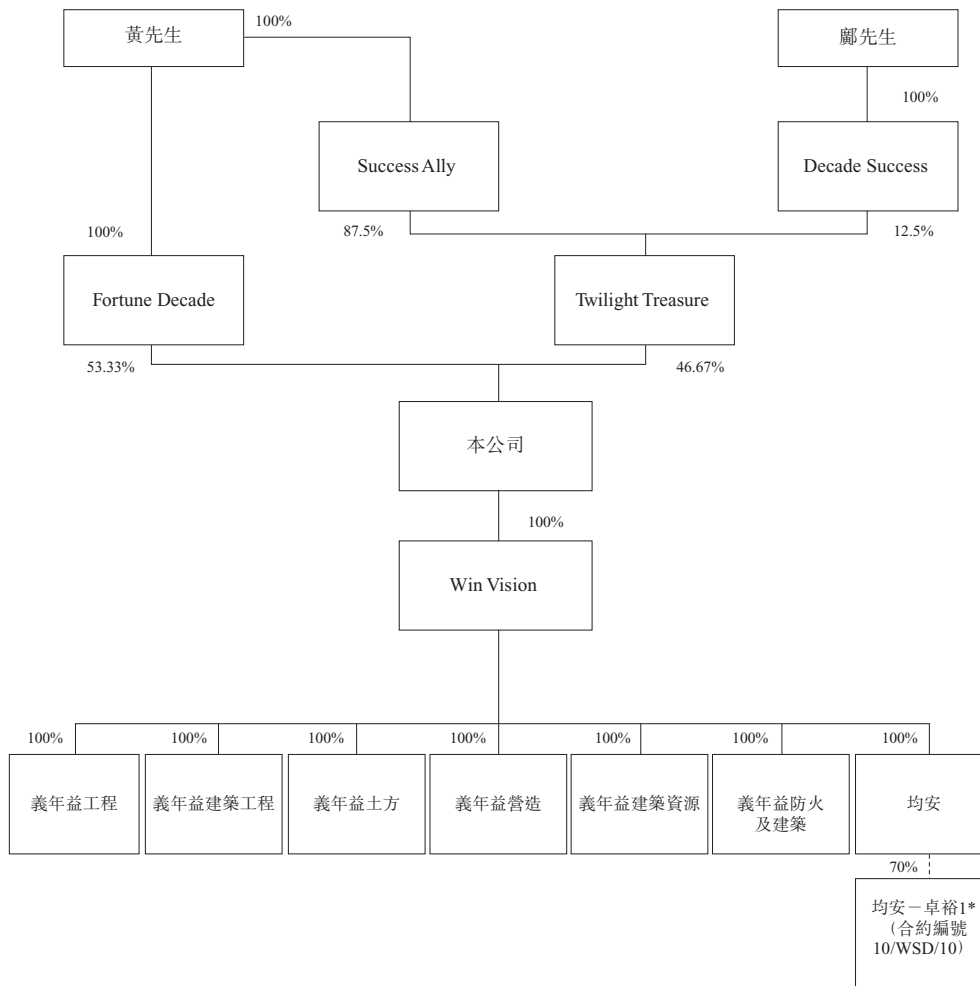 黃先生
100%
鄺先生
100%
Success Ally
Decade Success
100%
87.5%
12.5%
Fortune Decade
Twilight Treasure
53.33%
46.67%
本公司
100%
Win Vision
100%
100%
100%
100%
100%
100%
100%
義年益工程
義年益建築工程
義年益土方
義年益營造
義年益建築資源
義年益防火
及建築
均安
70%
均安－卓裕1*
（合約編號
10/WSD/10）